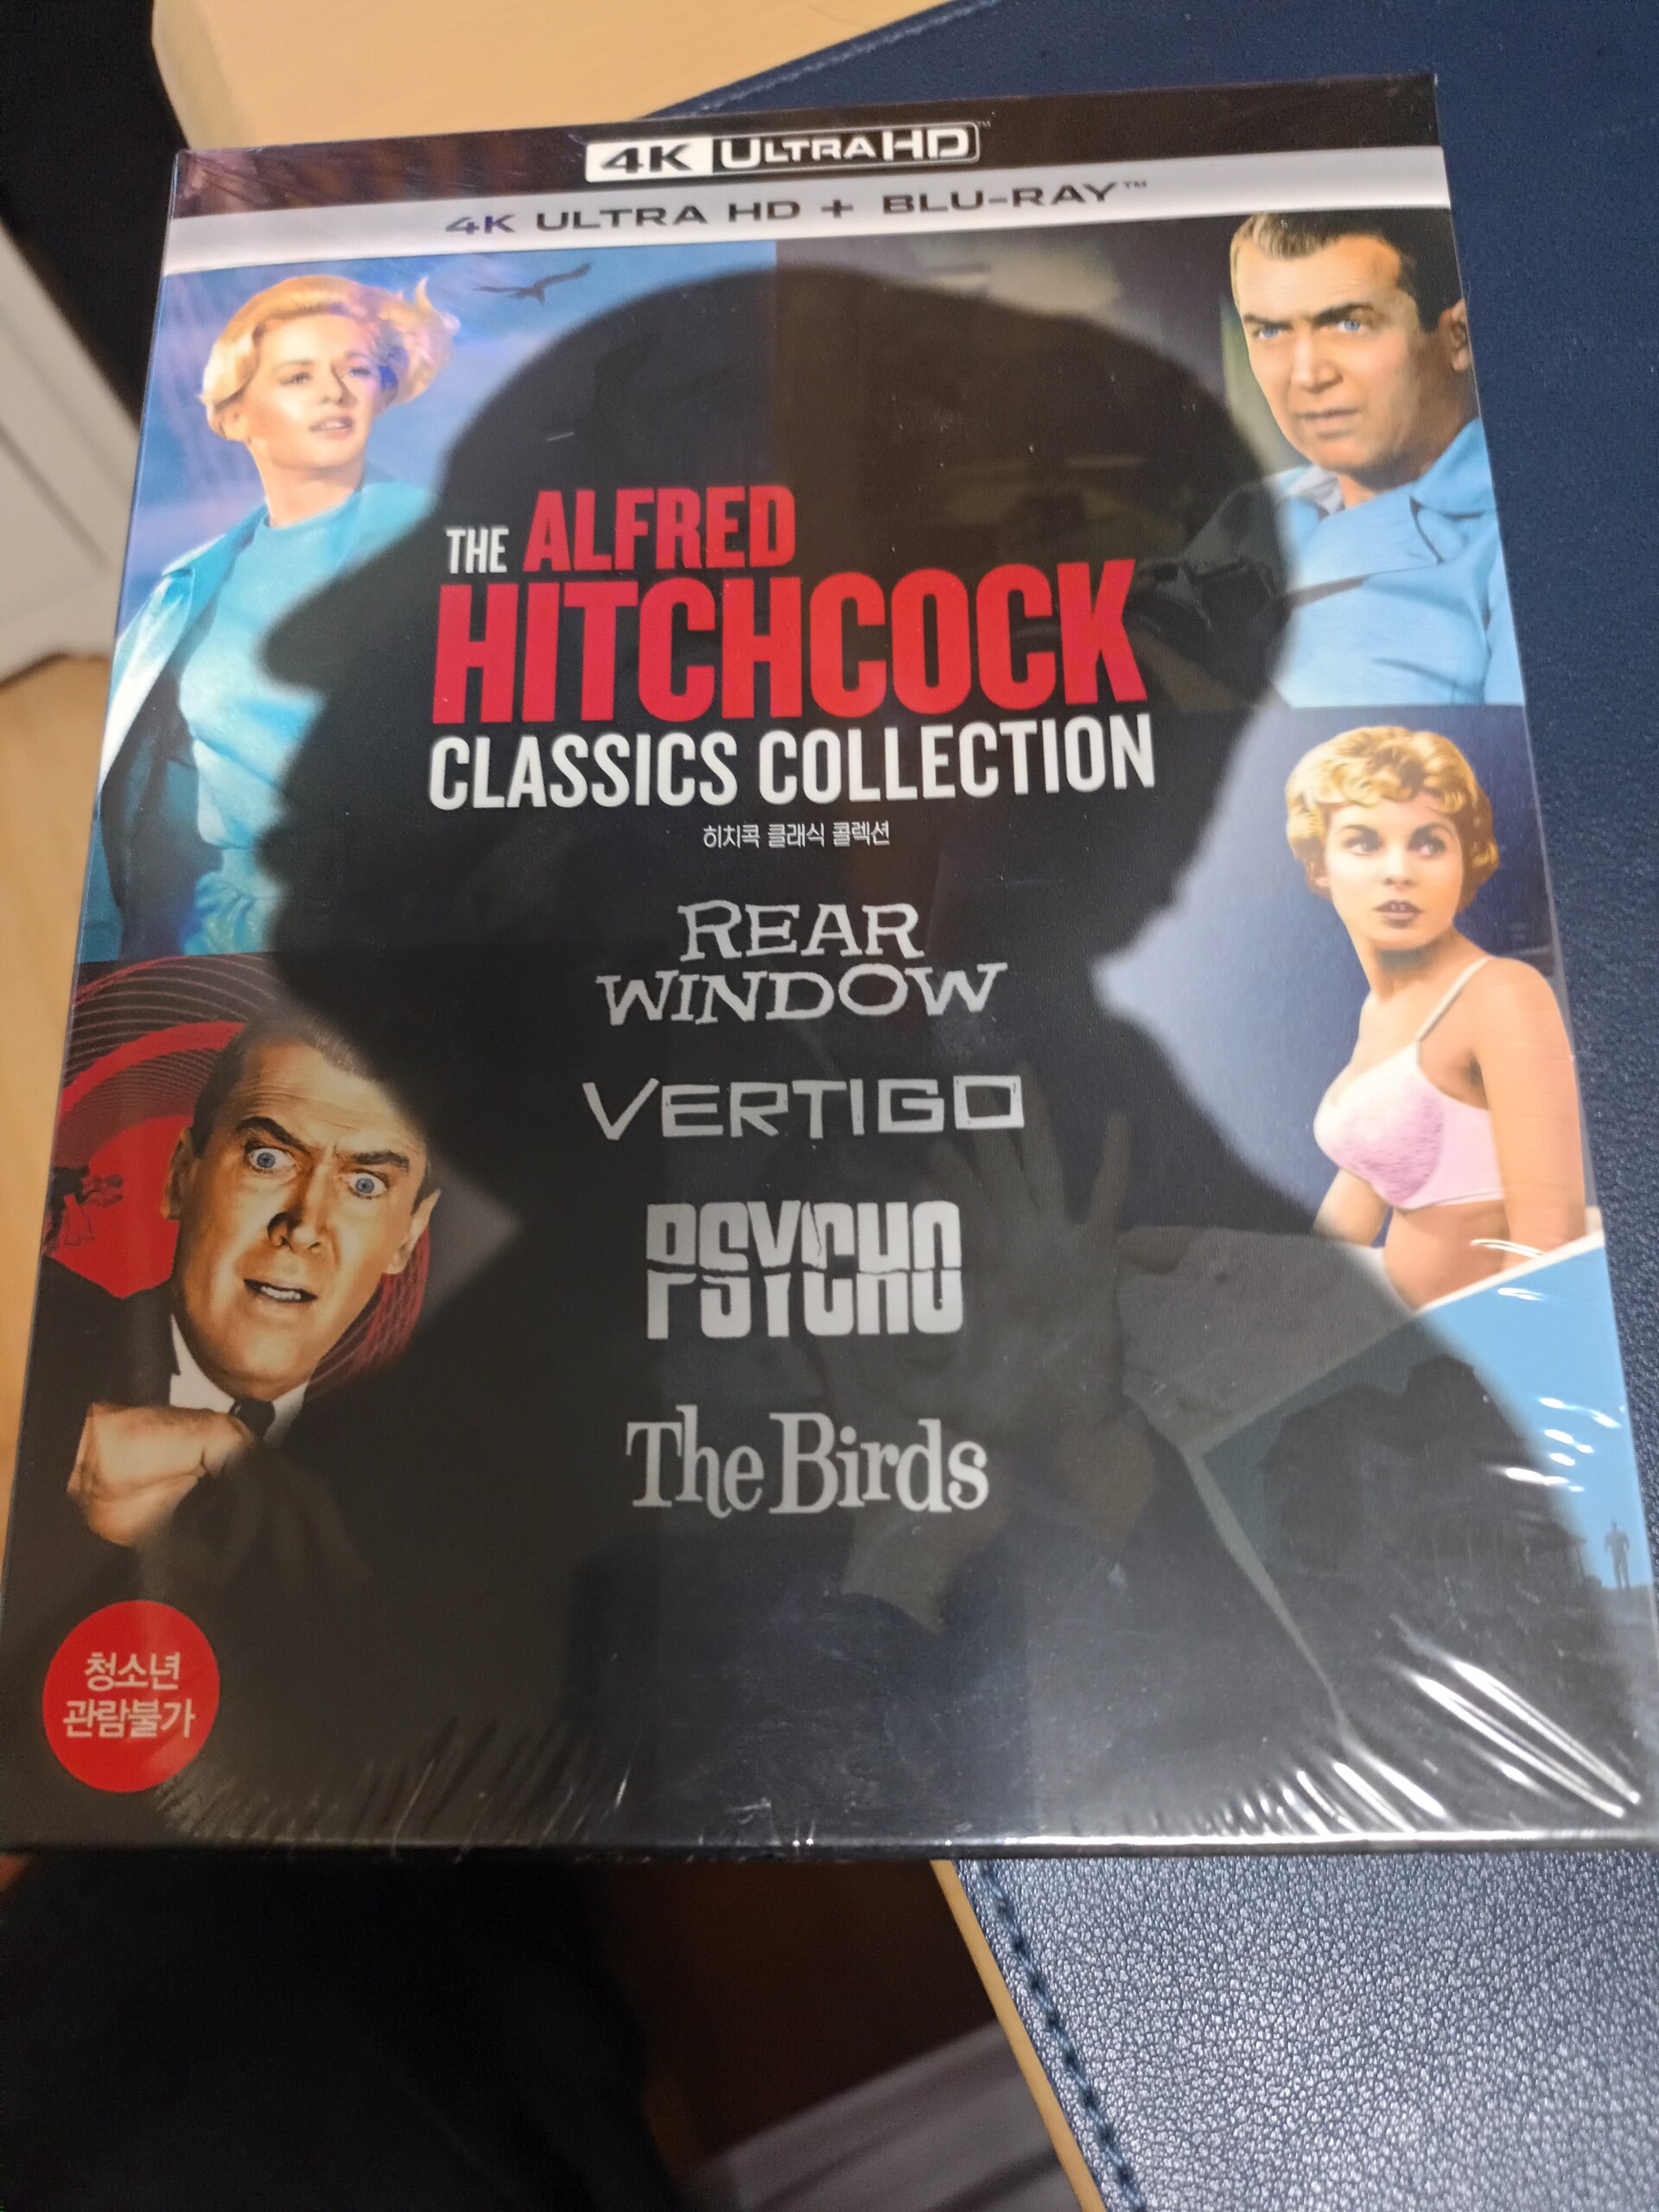 4K ULTRA HD™
4K ULTRA HD + BLU-RAY™
THE ALFRED
HITCHCOCK
CLASSICS COLLECTION
히치콕 클래식 콜렉션
REAR
WINDOW
VERTIGO
PSYCHO
The Birds
청소년
관람불가